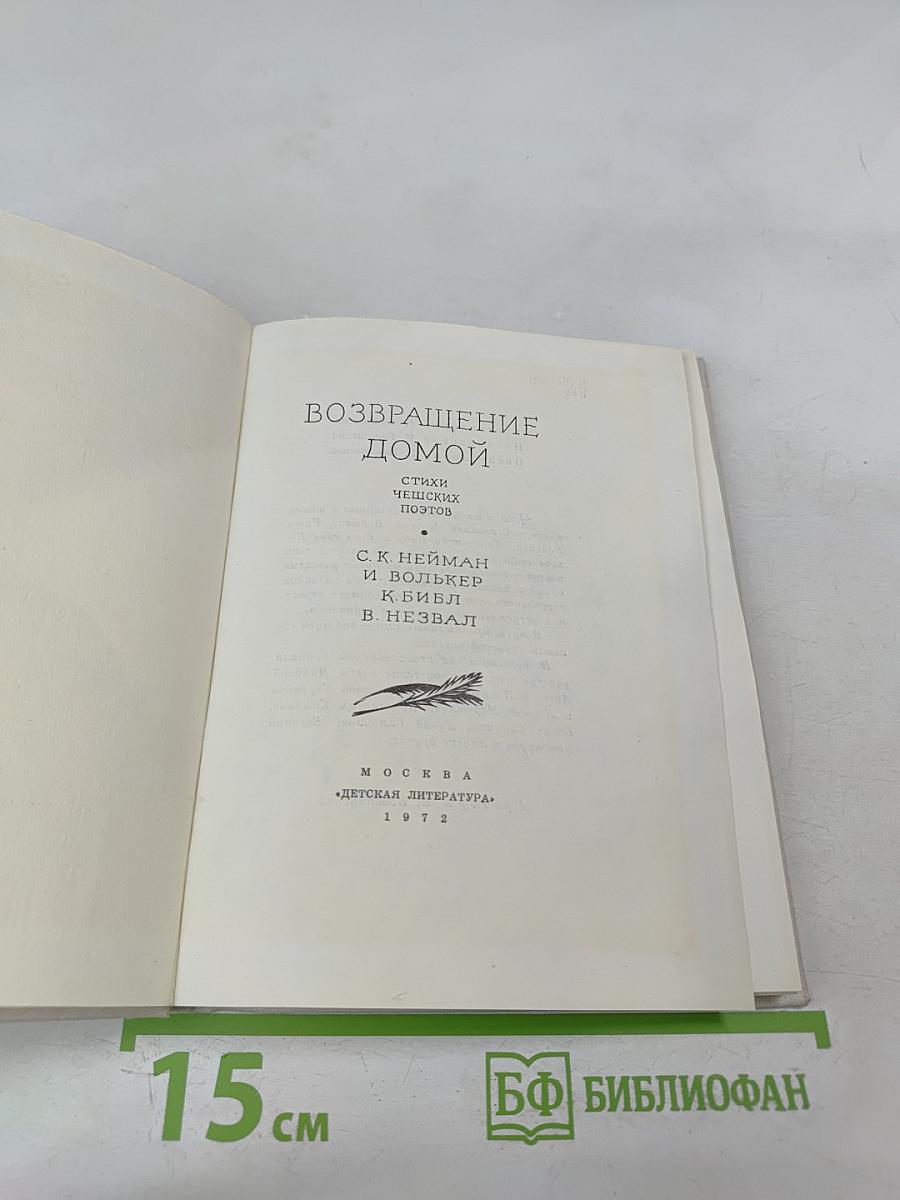 ВОЗВРАЩЕНИЕ
ДОМОЙ
СТИХИ
ЧЕШСКИХ
ПОЭТОВ
•
С. К. НЕЙМАН
И. ВОЛЬКЕР
К. БИБЛ
В. НЕЗВАЛ
МОСКВА
«ДЕТСКАЯ ЛИТЕРАТУРА»
1972
15 см
БФ БИБЛИОФАН